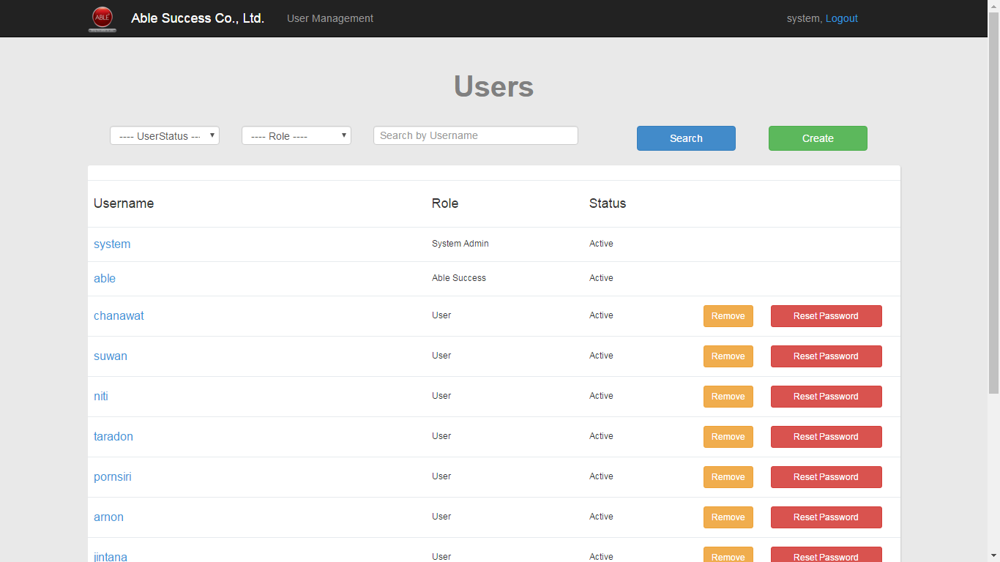 ABLE
Able Success Co., Ltd.
User Management
system, Logout
Users
---- UserStatus ---
---- Role ----
Search by Username
Search
Create
Username Role Status
system System Admin Active
able Able Success Active
chanawat User Active Remove Reset Password
suwan User Active Remove Reset Password
niti User Active Remove Reset Password
taradon User Active Remove Reset Password
pornsiri User Active Remove Reset Password
arnon User Active Remove Reset Password
jintana User Active Remove Reset Password